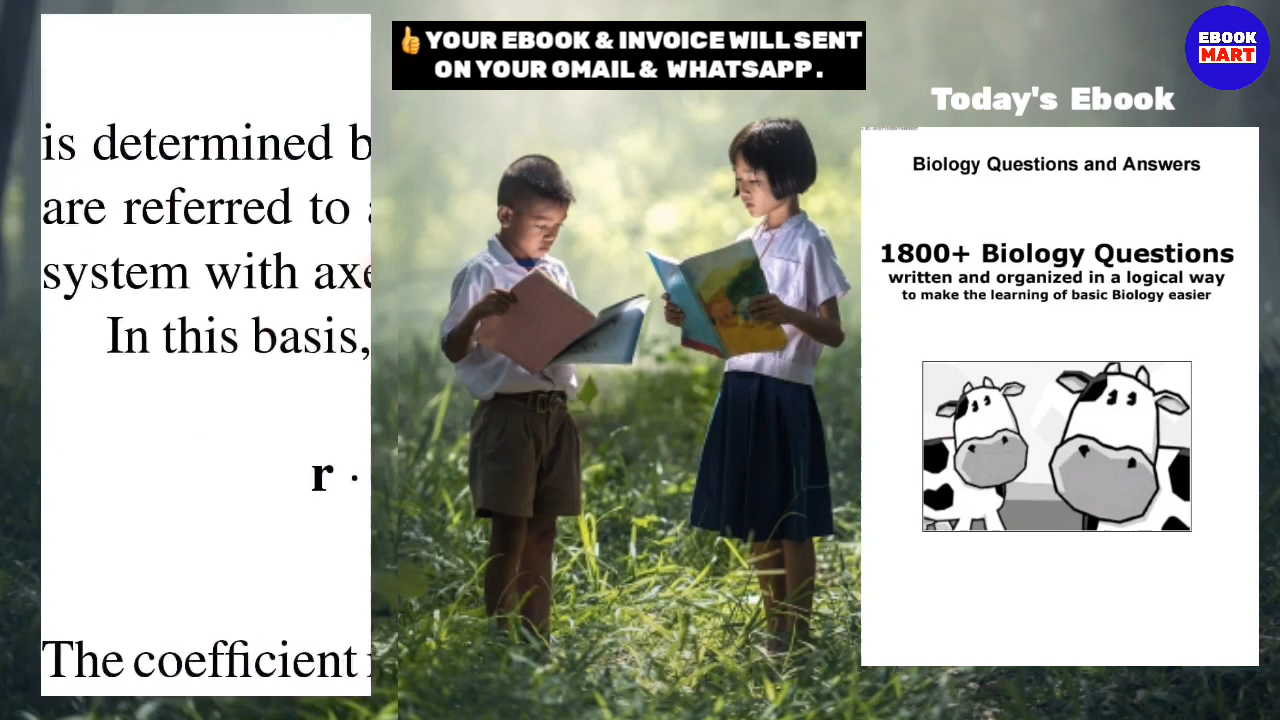 is determined b
are referred to
system with axe
In this basis,
r ·
The coefficient
👍YOUR EBOOK & INVOICE WILL SENT
ON YOUR GMAIL & WHATSAPP .
EBOOK
MART
Today's Ebook
Biology Questions and Answers
1800+ Biology Questions
written and organized in a logical way
to make the learning of basic Biology easier